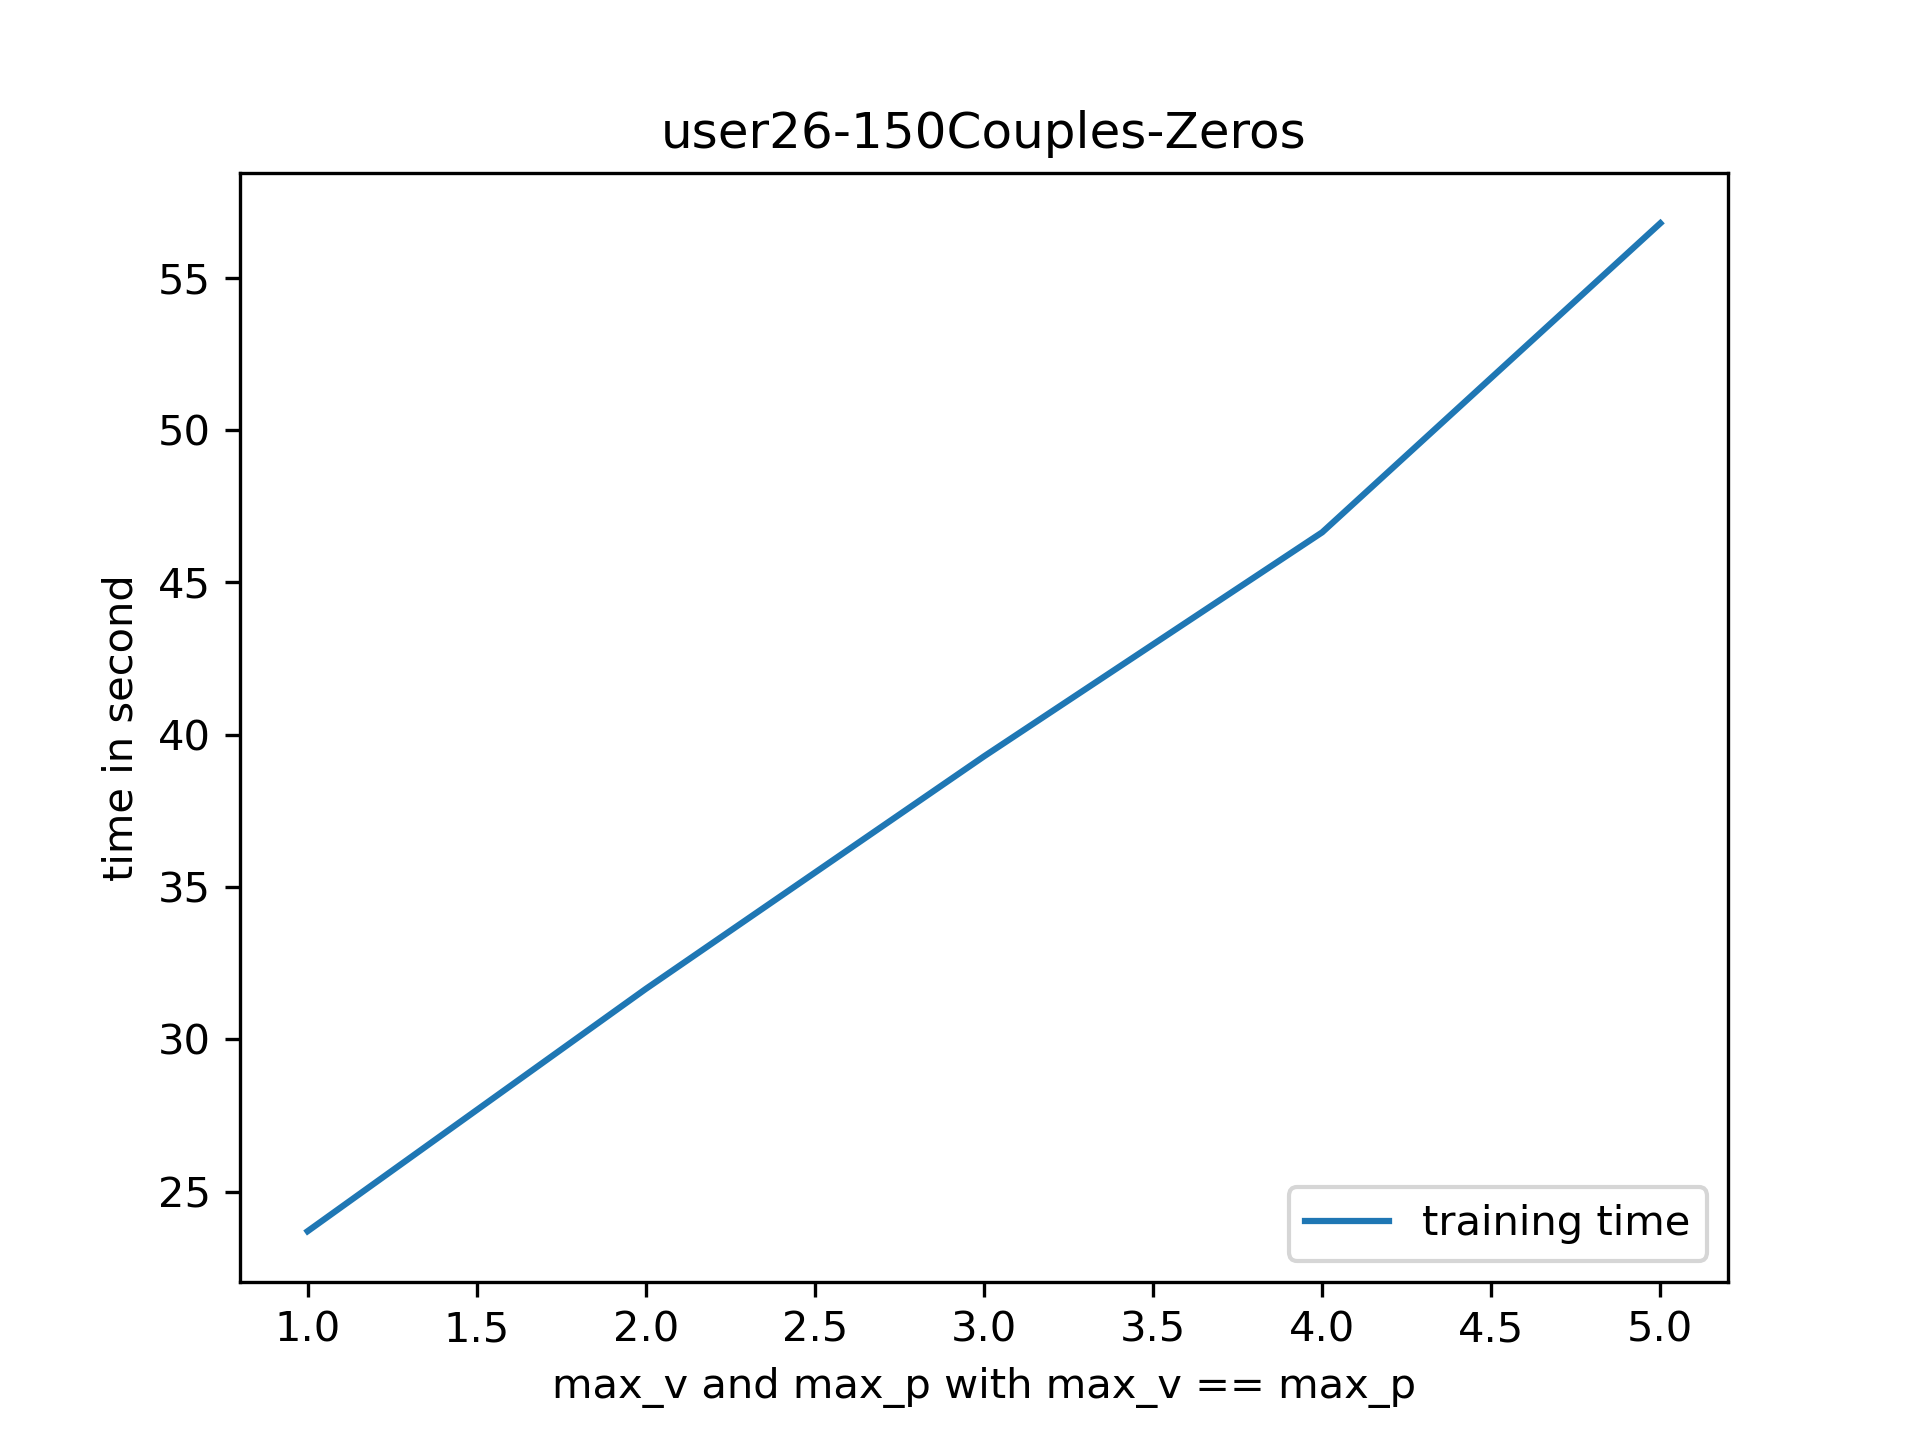 user26-150Couples-Zeros
55
50
45
40
35
30
25
time in second
training time
1.0 1.5 2.0 2.5 3.0 3.5 4.0 4.5 5.0
max_v and max_p with max_v == max_p